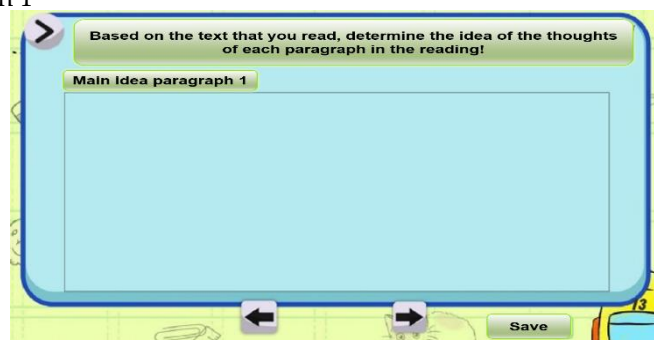 Based on the text that you read, determine the idea of the thoughts
of each paragraph in the reading!
Main idea paragraph 1
13
Save